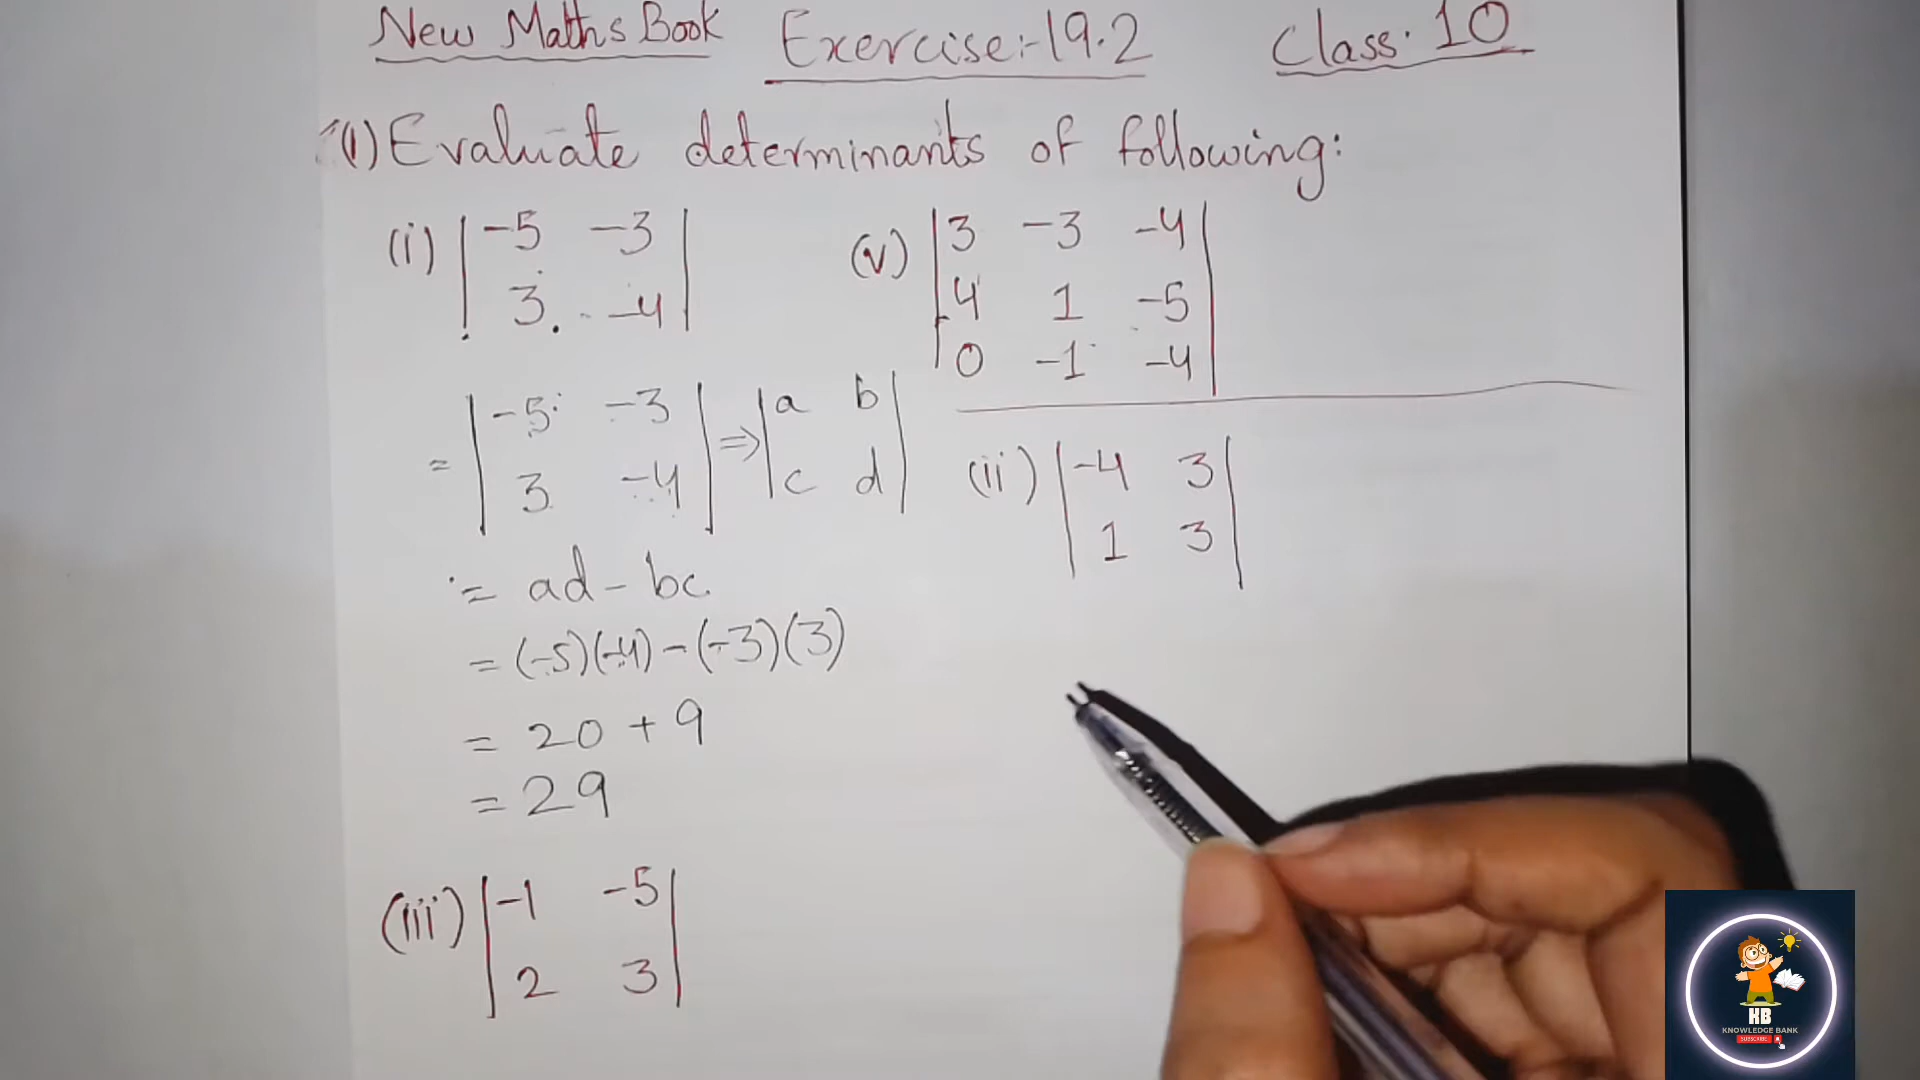 New Maths Book Exercise:-19.2 Class. 10
(1) Evaluate determinants of following:
(i) | -5 -3 |
| 3 -4 |
= | -5 -3 | ⇒ | a b |
| 3 -4 | | c d |
= ad - bc
= (-5)(-4) - (-3)(3)
= 20 + 9
= 29
(iii) | -1 -5 |
| 2 3 |
(v) | 3 -3 -4 |
| 4 1 -5 |
| 0 -1 -4 |
(ii) | -4 3 |
| 1 3 |
KB
KNOWLEDGE BANK
SUBSCRIBE